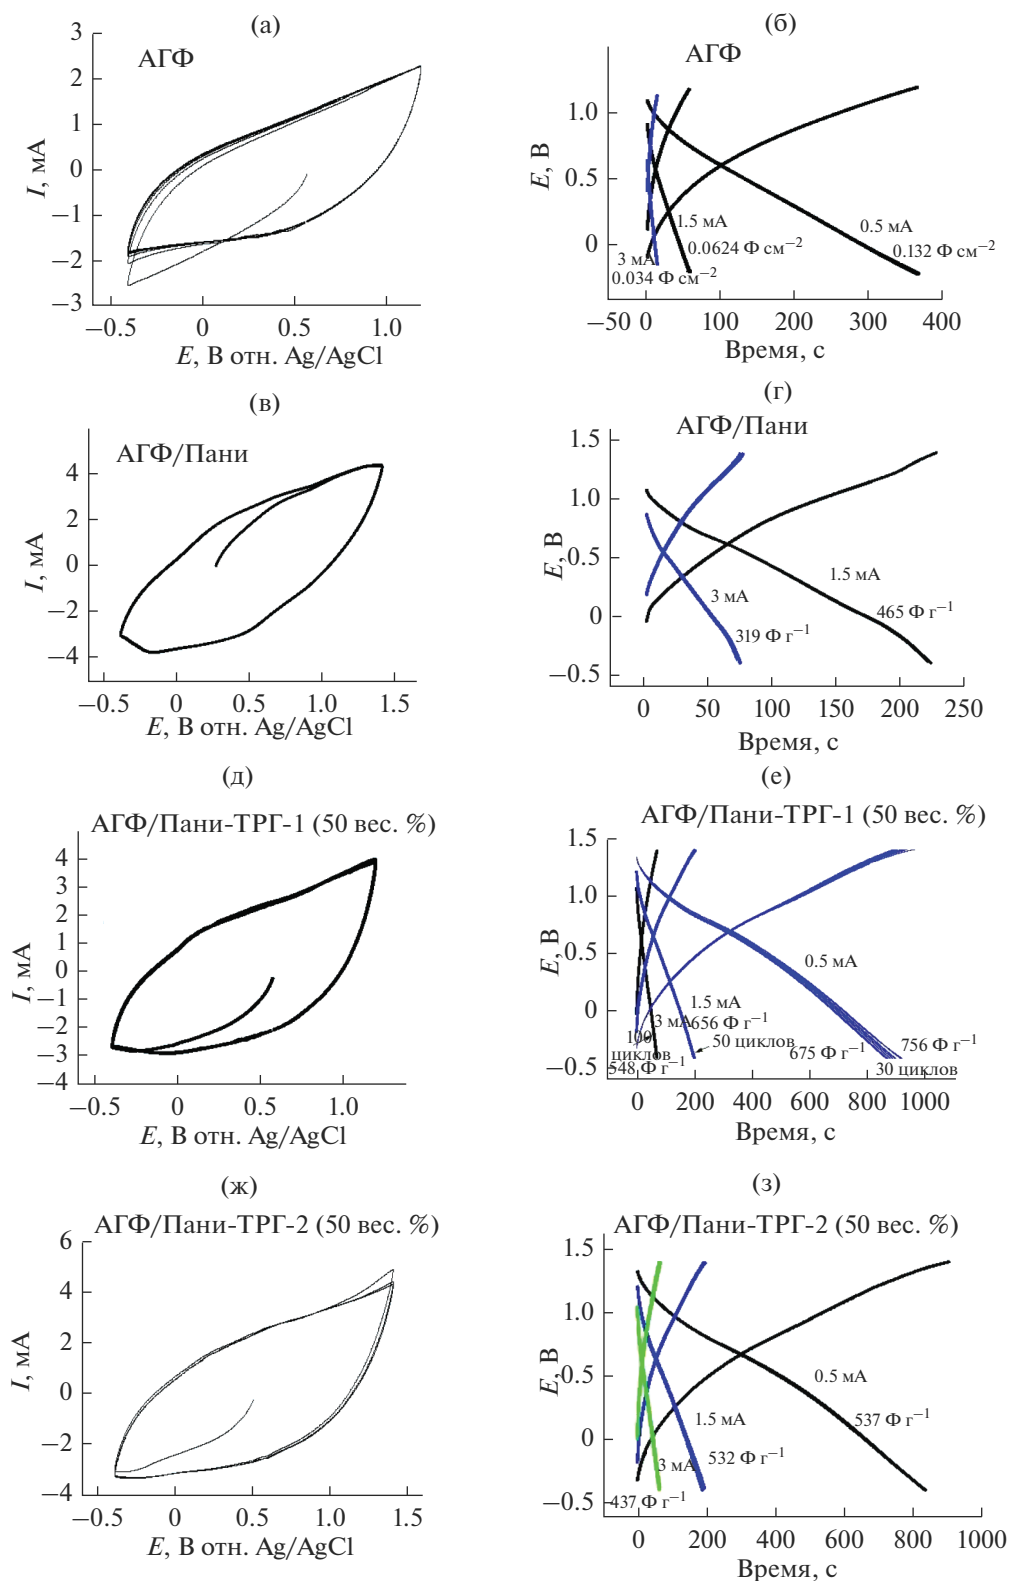 (а)
АГФ
3
2
1
0
−1
−2
−3
I, мА
−0.5
0
0.5
1.0
E, В отн. Ag/AgCl
(б)
АГФ
1.0
0.5
0
E, В
1.5 мА
0.5 мА
0.0624 Ф см−2
0.132 Ф см−2
3 мА
0.034 Ф см−2
−50
0
100
200
300
400
Время, с
(в)
АГФ/Пани
4
2
0
−2
−4
I, мА
−0.5
0
0.5
1.0
1.5
E, В отн. Ag/AgCl
(г)
АГФ/Пани
1.5
1.0
0.5
0
−0.5
E, В
1.5 мА
3 мА
465 Ф г−1
319 Ф г−1
0
50
100
150
200
250
Время, с
(д)
АГФ/Пани-ТРГ-1 (50 вес. %)
4
3
2
1
0
−1
−2
−3
−4
I, мА
−0.5
0
0.5
1.0
E, В отн. Ag/AgCl
(е)
АГФ/Пани-ТРГ-1 (50 вес. %)
1.5
1.0
0.5
0
−0.5
E, В
0.5 мА
1.5 мА
3 мА
656 Ф г−1
100
циклов
50 циклов
548 Ф г−1
675 Ф г−1
756 Ф г−1
30 циклов
0
200
400
600
800
1000
Время, с
(ж)
АГФ/Пани-ТРГ-2 (50 вес. %)
6
4
2
0
−2
−4
I, мА
−0.5
0
0.5
1.0
1.5
E, В отн. Ag/AgCl
(з)
АГФ/Пани-ТРГ-2 (50 вес. %)
1.5
1.0
0.5
0
−0.5
E, В
0.5 мА
1.5 мА
537 Ф г−1
532 Ф г−1
3 мА
437 Ф г−1
0
200
400
600
800
1000
Время, с